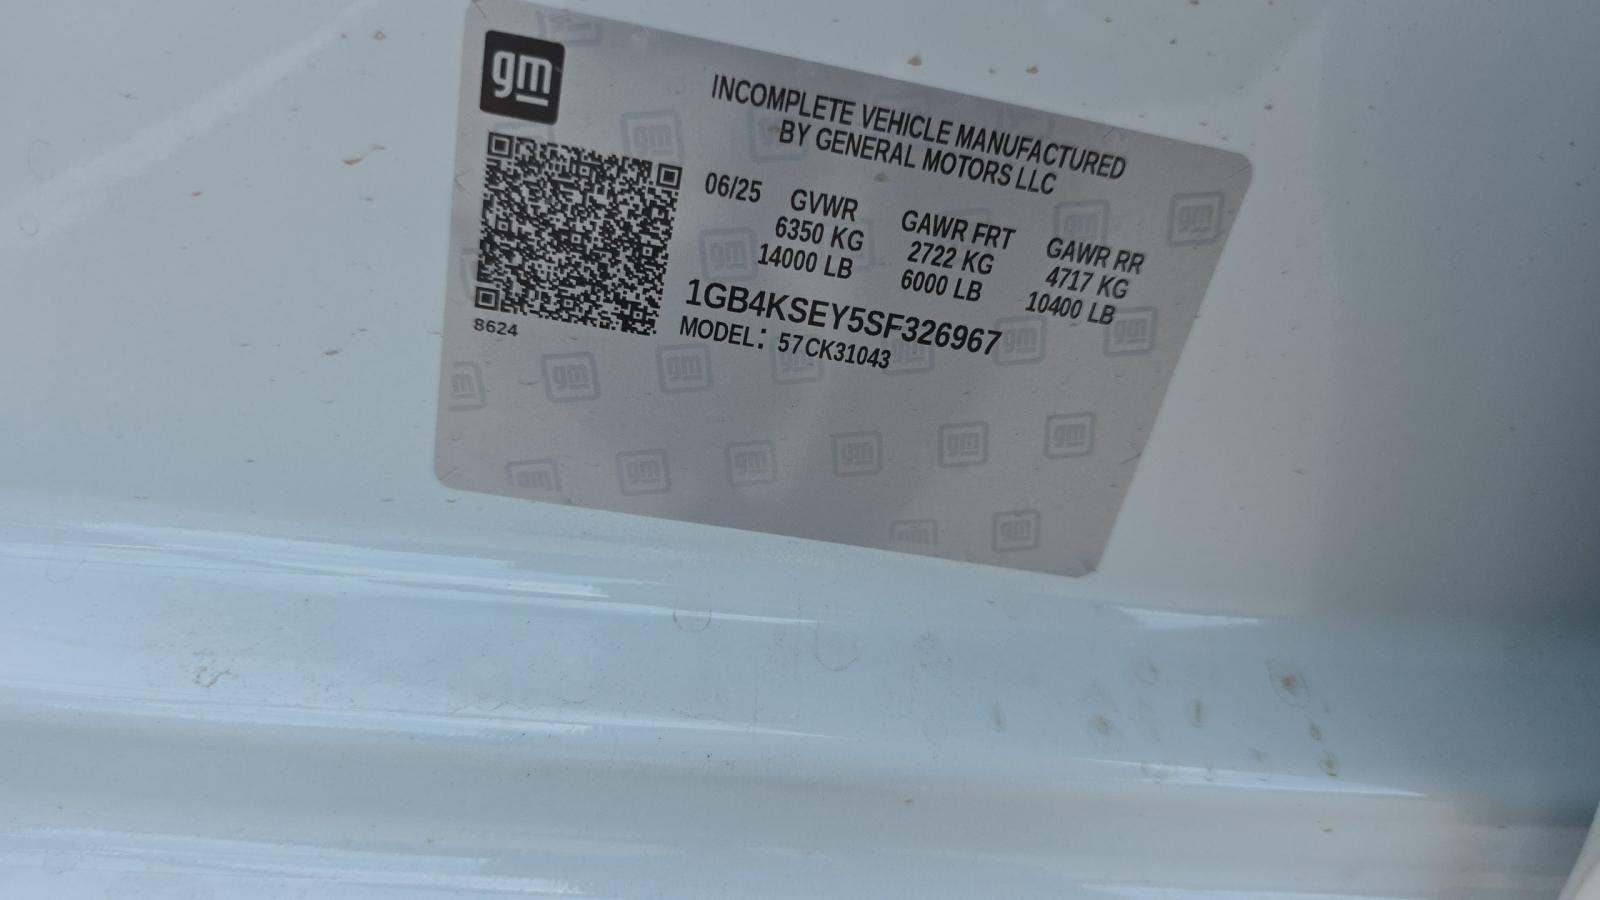 gm
INCOMPLETE VEHICLE MANUFACTURED
BY GENERAL MOTORS LLC
06/25 GVWR GAWR FRT GAWR RR
6350 KG 2722 KG 4717 KG
14000 LB 6000 LB 10400 LB
1GB4KSEY5SF326967
MODEL: 57CK31043
8624